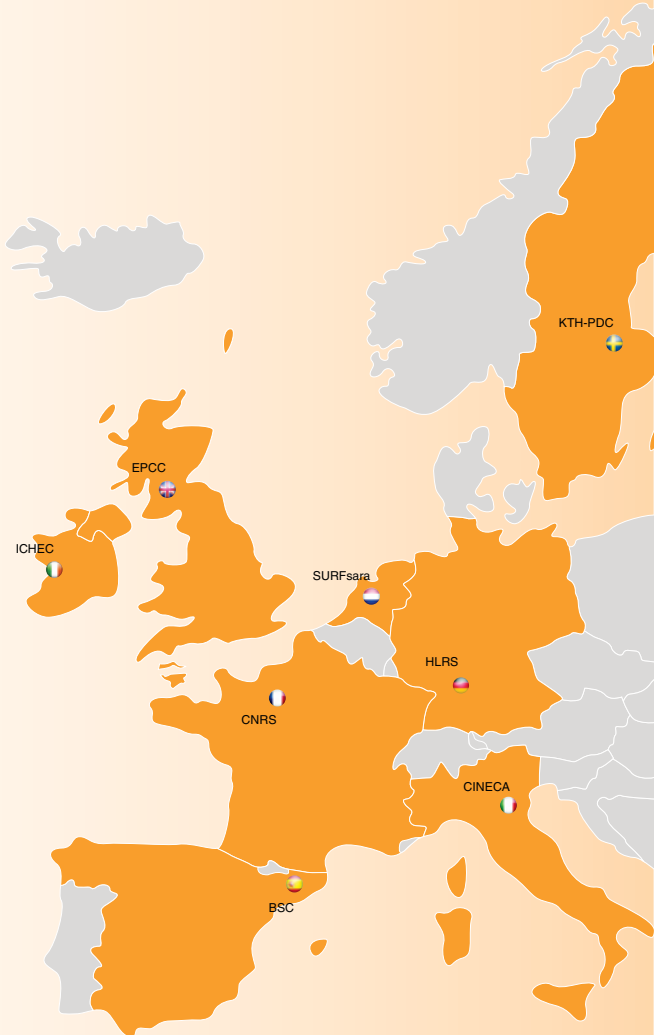 KTH-PDC
EPCC
ICHEC
SURFsara
HLRS
CNRS
CINECA
BSC